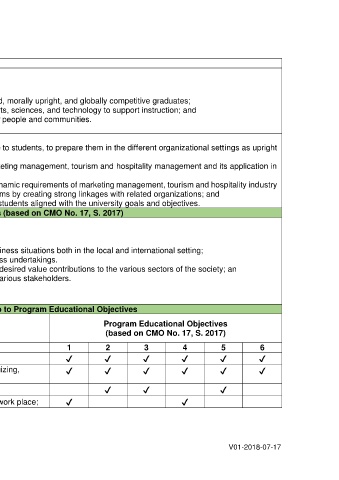 d, morally upright, and globally competitive graduates;
rts, sciences, and technology to support instruction; and
f people and communities.
e to students, to prepare them in the different organizational settings as upright
eting management, tourism and hospitality management and its application in
namic requirements of marketing management, tourism and hospitality industry
ms by creating strong linkages with related organizations; and
students aligned with the university goals and objectives.
s (based on CMO No. 17, S. 2017)
iness situations both in the local and international setting;
ss undertakings.
desired value contributions to the various sectors of the society; an
arious stakeholders.
p to Program Educational Objectives
Program Educational Objectives
(based on CMO No. 17, S. 2017)
1 2 3 4 5 6
✓ ✓ ✓ ✓ ✓ ✓
izing, ✓ ✓ ✓ ✓ ✓ ✓
✓ ✓ ✓
work place; ✓ ✓
V01-2018-07-17